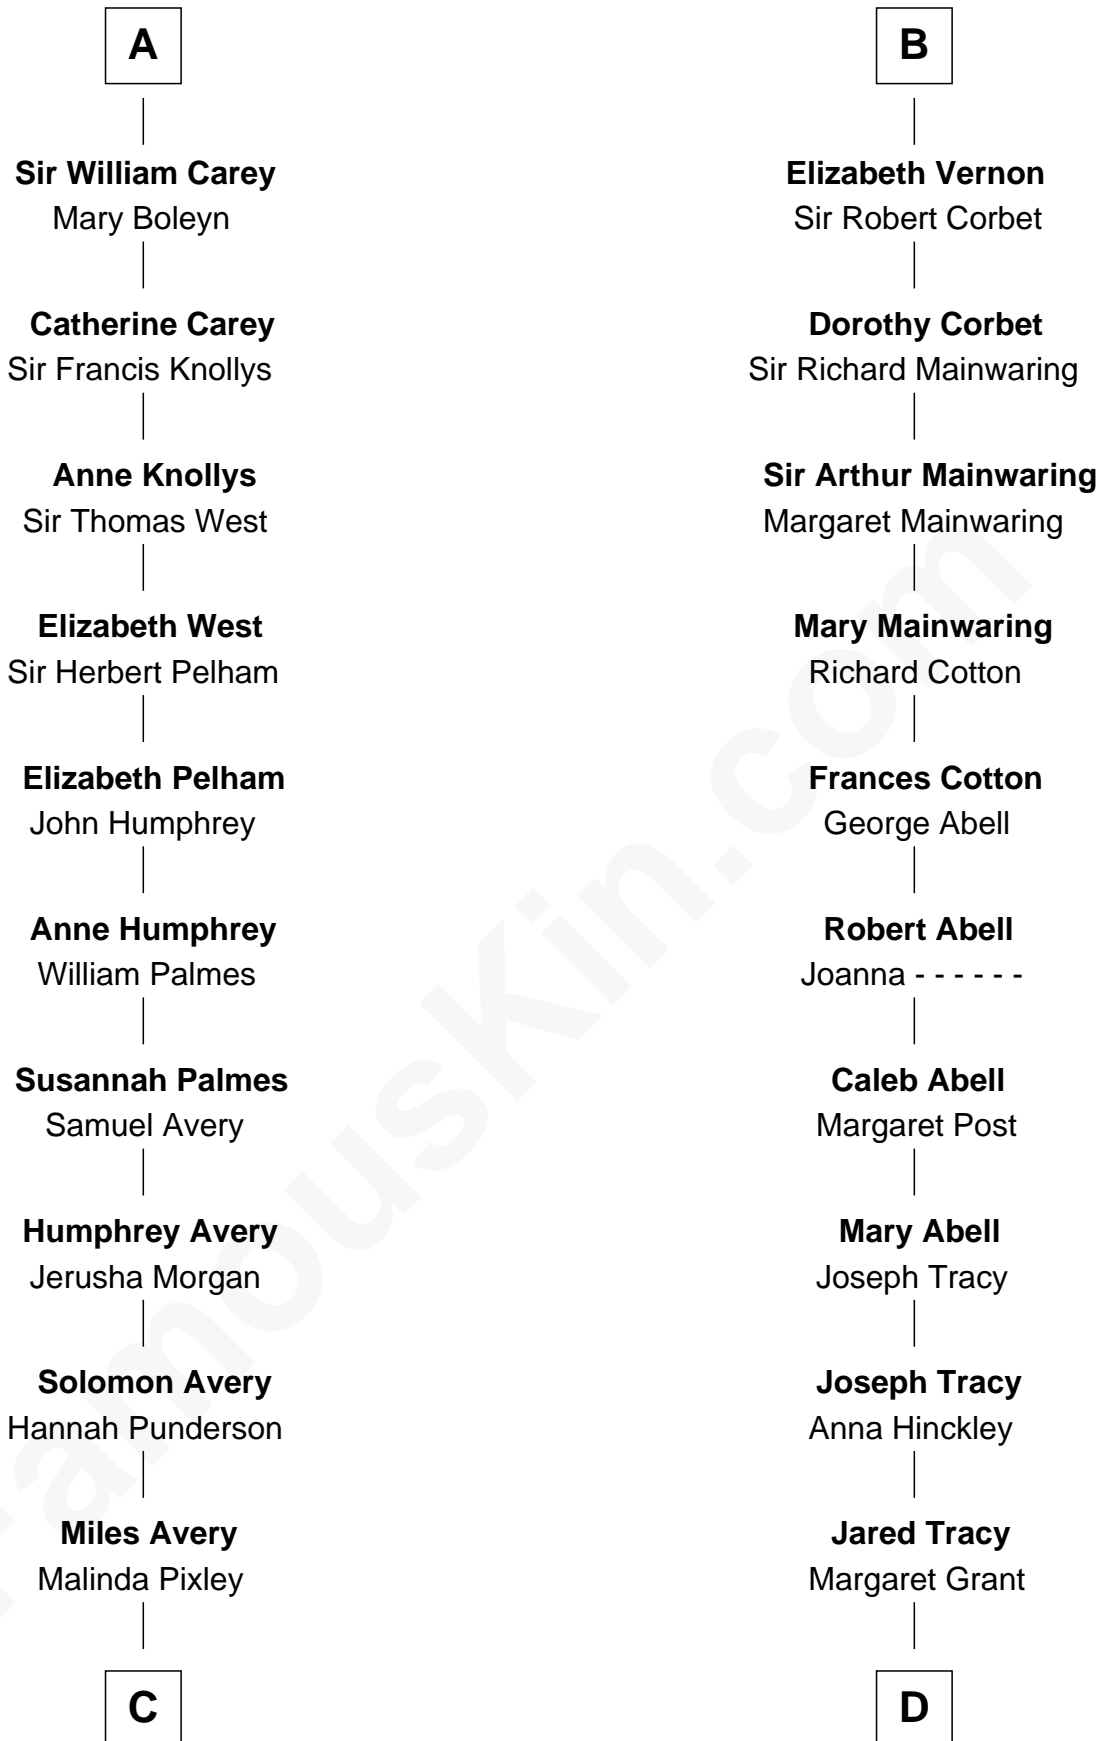 A
Sir William Carey
Mary Boleyn
Catherine Carey
Sir Francis Knollys
Anne Knollys
Sir Thomas West
Elizabeth West
Sir Herbert Pelham
Elizabeth Pelham
John Humphrey
Anne Humphrey
William Palmes
Susannah Palmes
Samuel Avery
Humphrey Avery
Jerusha Morgan
Solomon Avery
Hannah Punderson
Miles Avery
Malinda Pixley
C
B
Elizabeth Vernon
Sir Robert Corbet
Dorothy Corbet
Sir Richard Mainwaring
Sir Arthur Mainwaring
Margaret Mainwaring
Mary Mainwaring
Richard Cotton
Frances Cotton
George Abell
Robert Abell
Joanna - - - - - -
Caleb Abell
Margaret Post
Mary Abell
Joseph Tracy
Joseph Tracy
Anna Hinckley
Jared Tracy
Margaret Grant
D
FamousKin.com